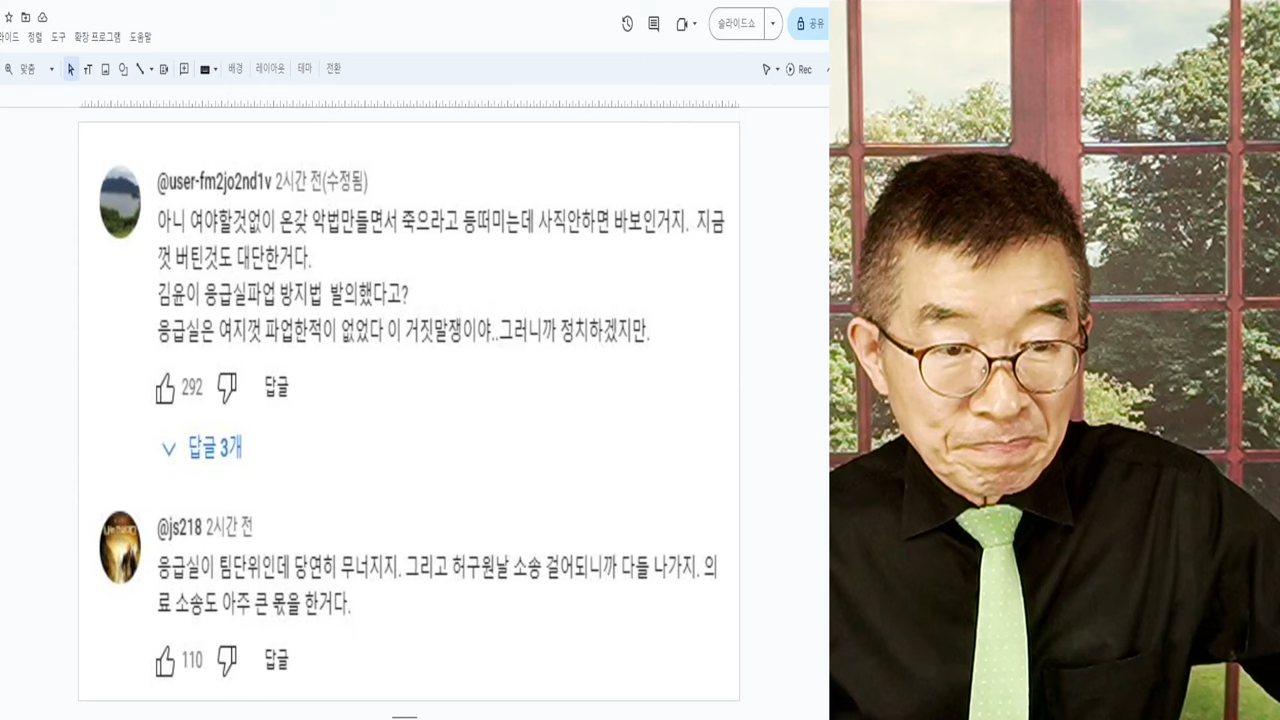 라이드 정렬 도구 확장 프로그램 도움말
슬라이드쇼
공유
맞춤
배경 레이아웃 테마 전환
Rec
@user-fm2jo2nd1v 2시간 전(수정됨)
아니 여야할것없이 온갖 악법만들면서 죽으라고 등떠미는데 사직안하면 바보인거지. 지금
껏 버틴것도 대단한거다.
김윤이 응급실파업 방지법 발의했다고?
응급실은 여지껏 파업한적이 없었다 이 거짓말쟁이야..그러니까 정치하겠지만.
292 답글
답글 3개
@js218 2시간 전
응급실이 팀단위인데 당연히 무너지지. 그리고 허구원날 소송 걸어되니까 다들 나가지. 의
료 소송도 아주 큰 몫을 한거다.
110 답글